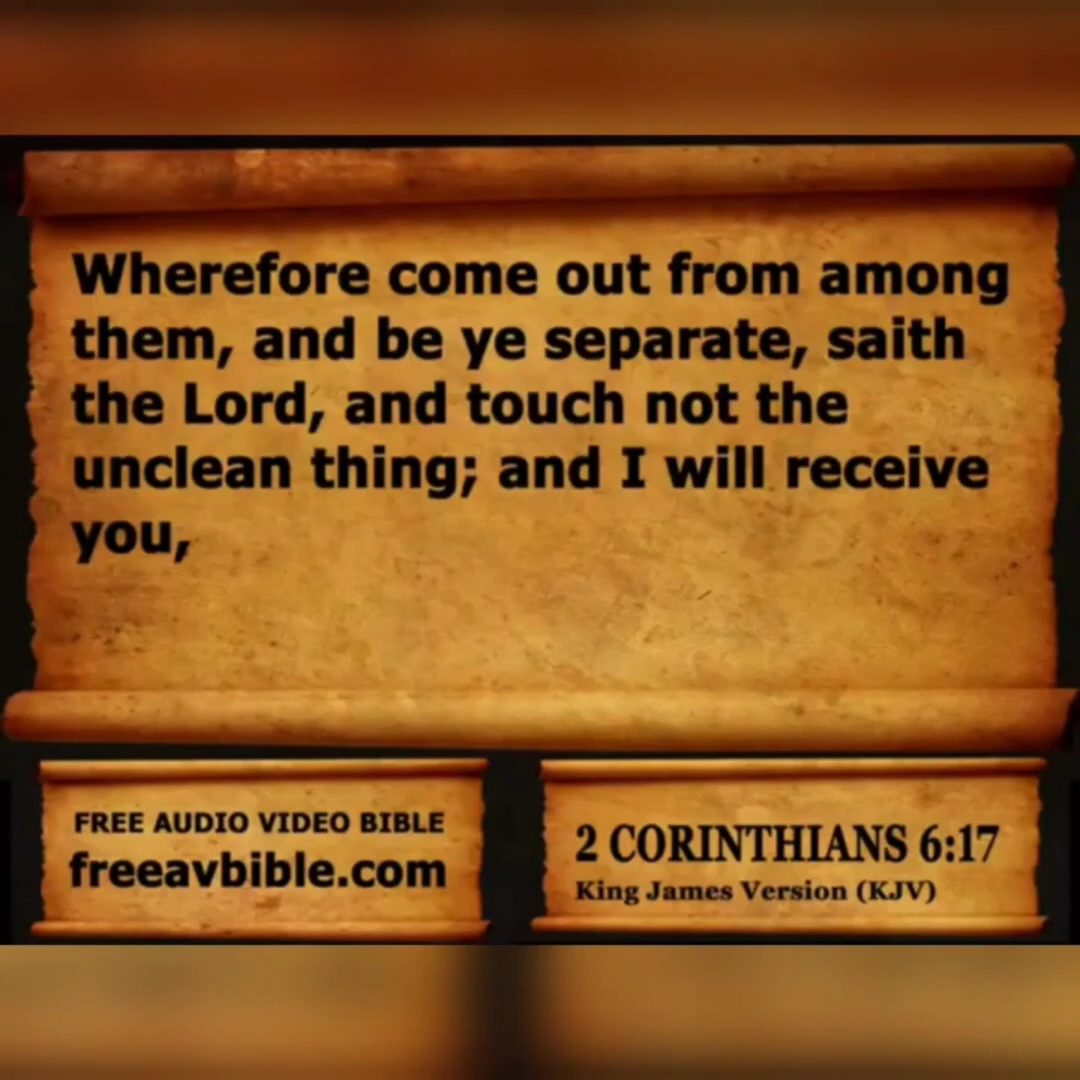 Wherefore come out from among
them, and be ye separate, saith
the Lord, and touch not the
unclean thing; and I will receive
you,
FREE AUDIO VIDEO BIBLE
freeavbible.com
2 CORINTHIANS 6:17
King James Version (KJV)